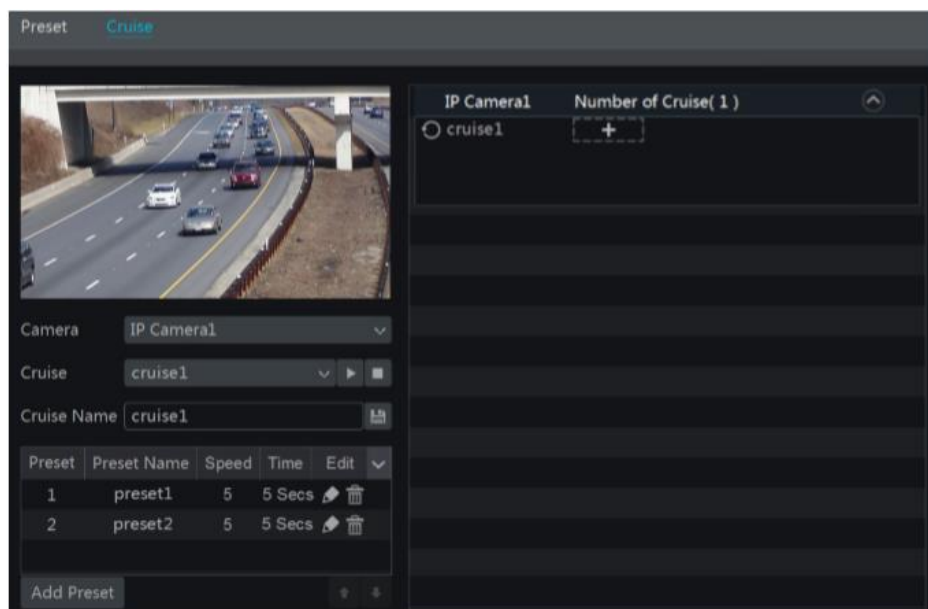 Preset Cruise
IP Camera1 Number of Cruise( 1 )
cruise1 +
Camera IP Camera1
Cruise cruise1
Cruise Name cruise1
Preset Preset Name Speed Time Edit
1 preset1 5 5 Secs
2 preset2 5 5 Secs
Add Preset